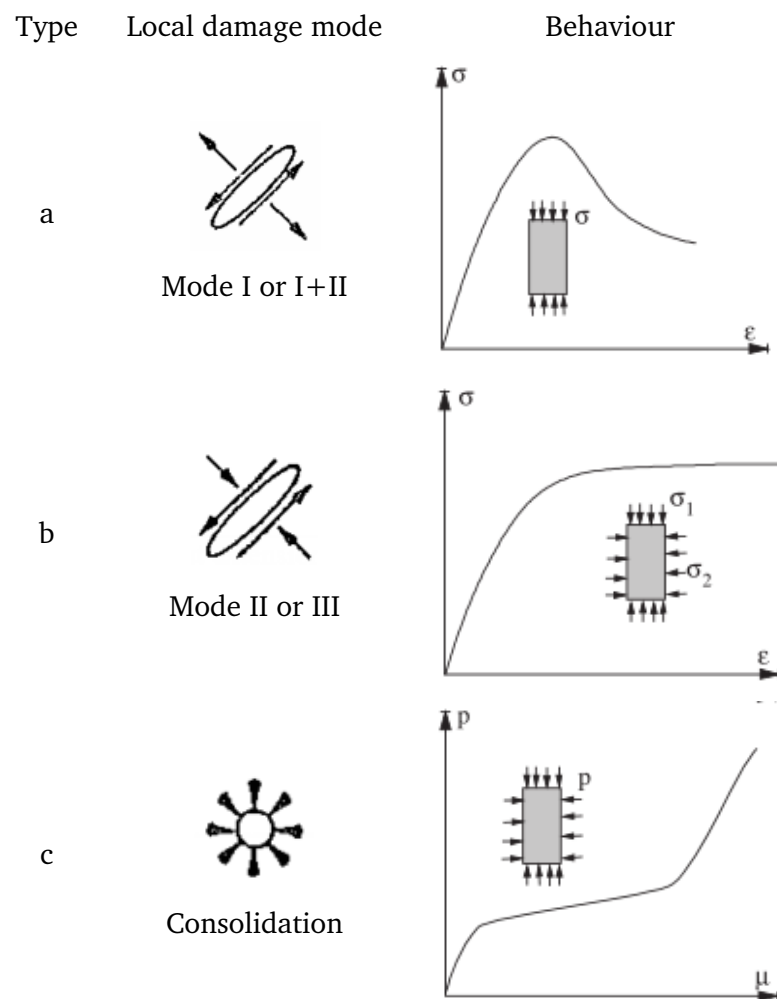 Type Local damage mode Behaviour
a
Mode I or I+II
σ
σ
ε
b
Mode II or III
σ
σ1
σ2
ε
c
Consolidation
p
p
μ